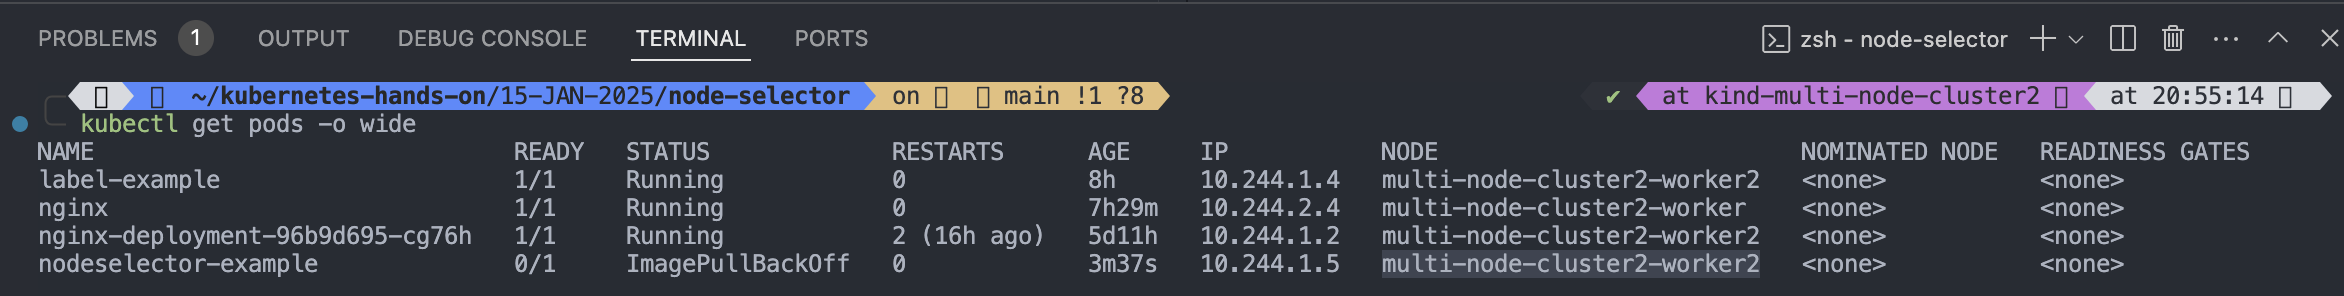 PROBLEMS 1 OUTPUT DEBUG CONSOLE TERMINAL PORTS zsh - node-selector
~/kubernetes-hands-on/15-JAN-2025/node-selector on main !1 ?8 ✔ at kind-multi-node-cluster2 at 20:55:14
kubectl get pods -o wide
NAME READY STATUS RESTARTS AGE IP NODE NOMINATED NODE READINESS GATES
label-example 1/1 Running 0 8h 10.244.1.4 multi-node-cluster2-worker2 <none> <none>
nginx 1/1 Running 0 7h29m 10.244.2.4 multi-node-cluster2-worker <none> <none>
nginx-deployment-96b9d695-cg76h 1/1 Running 2 (16h ago) 5d11h 10.244.1.2 multi-node-cluster2-worker2 <none> <none>
nodeselector-example 0/1 ImagePullBackOff 0 3m37s 10.244.1.5 multi-node-cluster2-worker2 <none> <none>